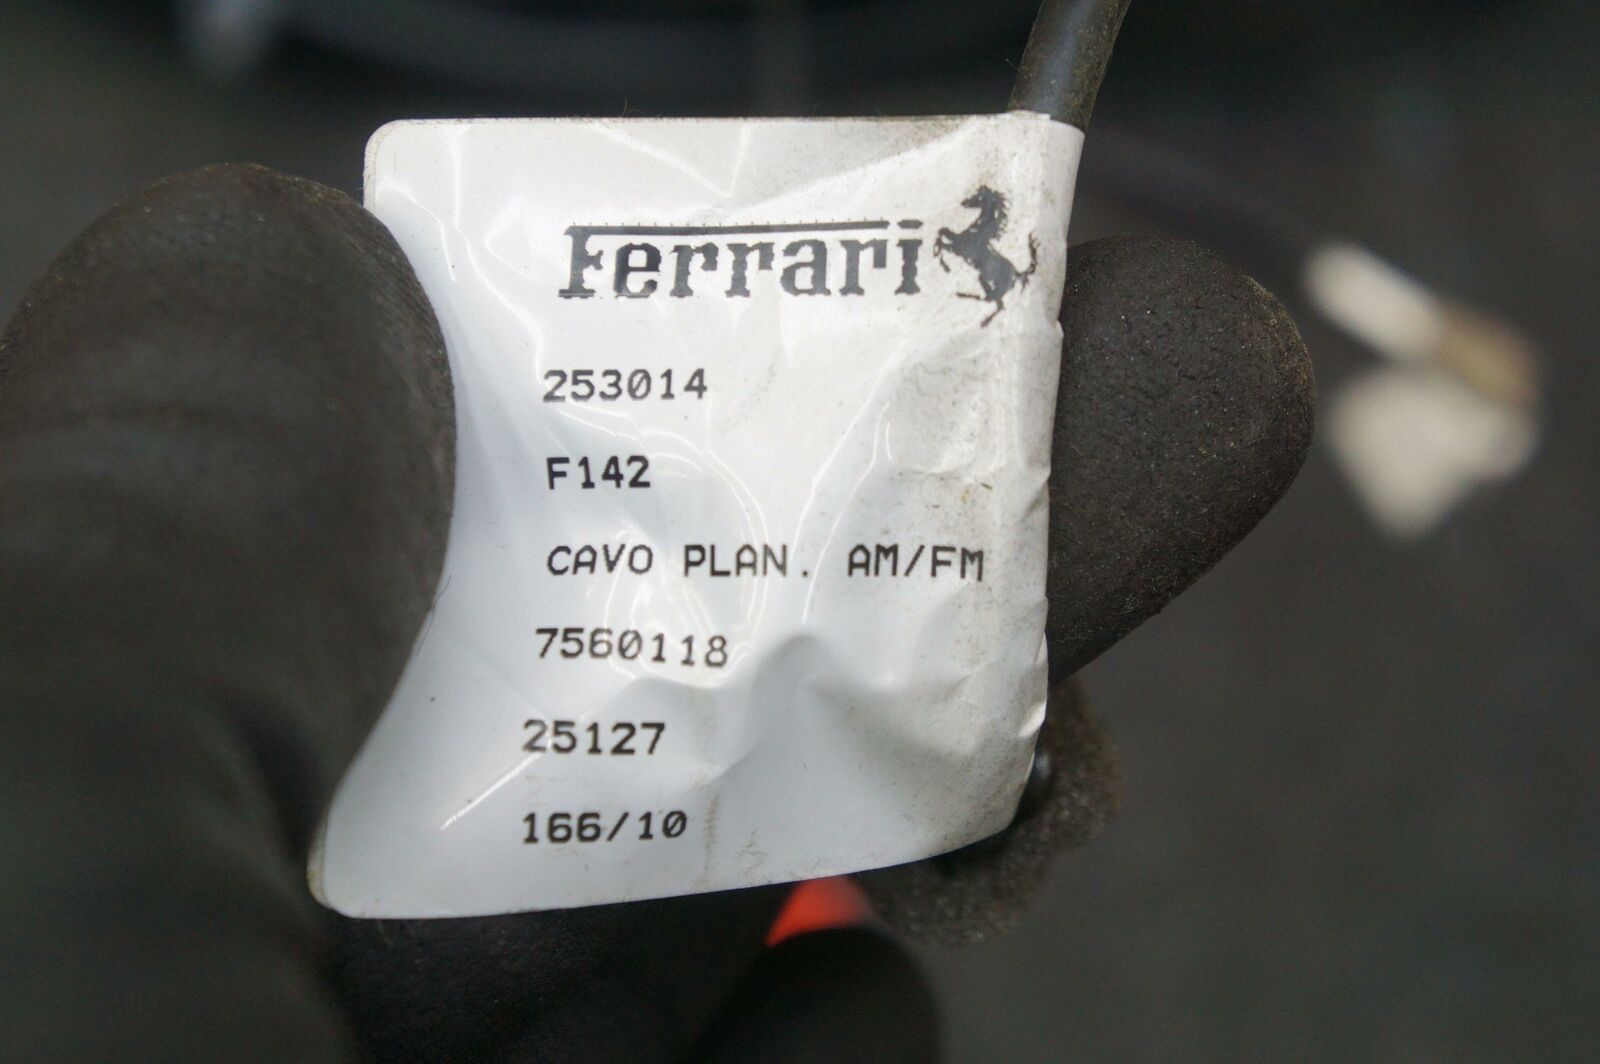 Ferrari
253014
F142
CAVO PLAN. AM/FM
7560118
25127
166/10